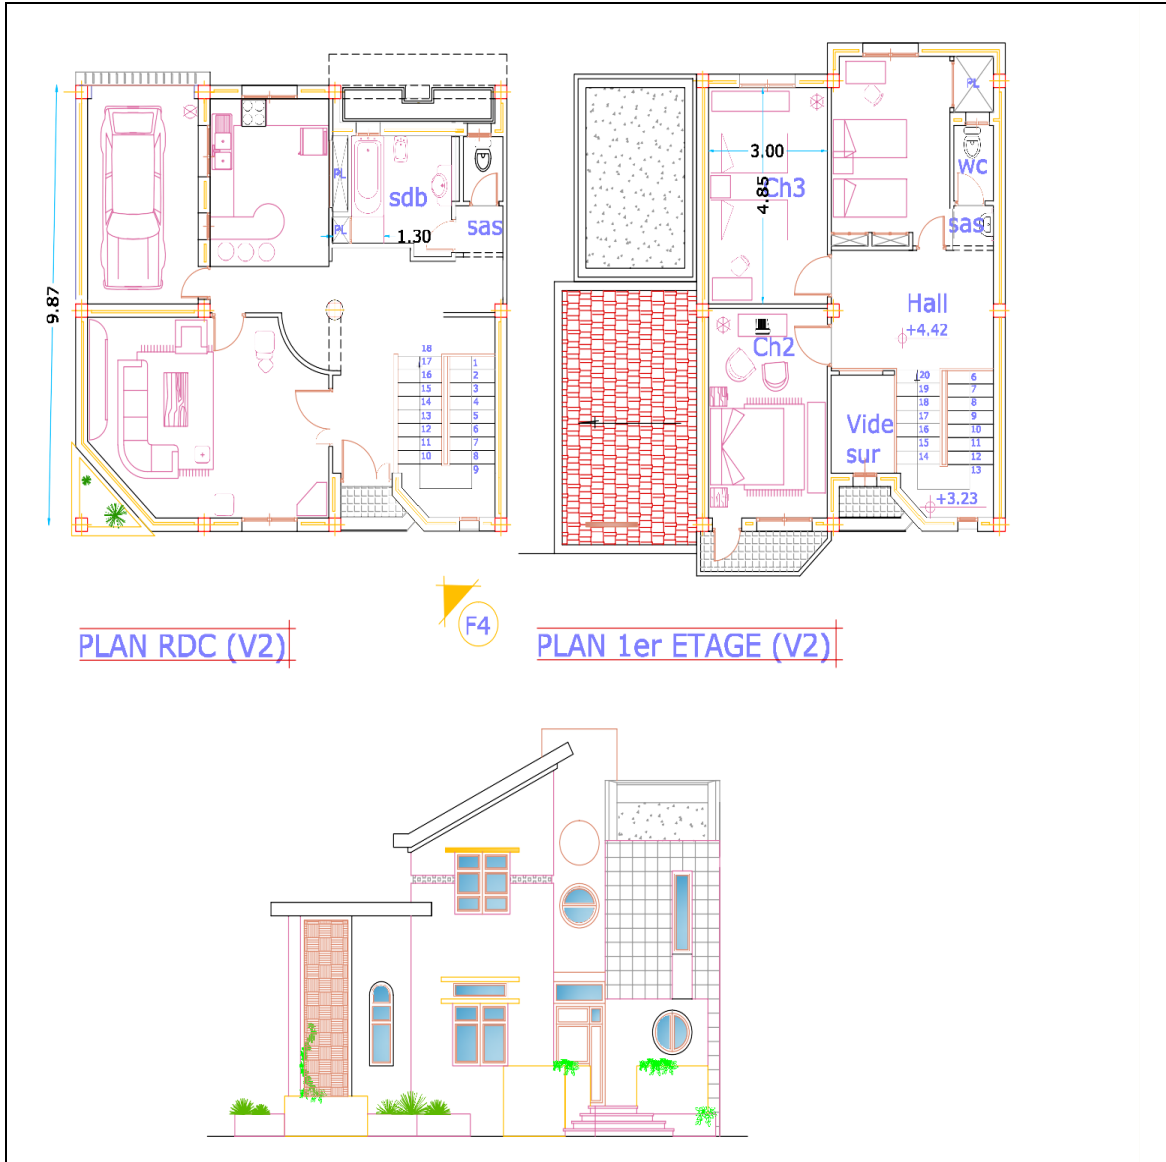 9.87
PL
PL
sdb
sas
1.30
18
17
16
15
14
13
12
11
10
1
2
3
4
5
6
7
8
9
3.00
4.85
Ch3
PL
wc
sas
Hall
+4.42
Ch2
Vide
sur
20
19
18
17
16
15
14
6
7
8
9
10
11
12
13
+3.23
F4
PLAN RDC (V2)
PLAN 1er ETAGE (V2)